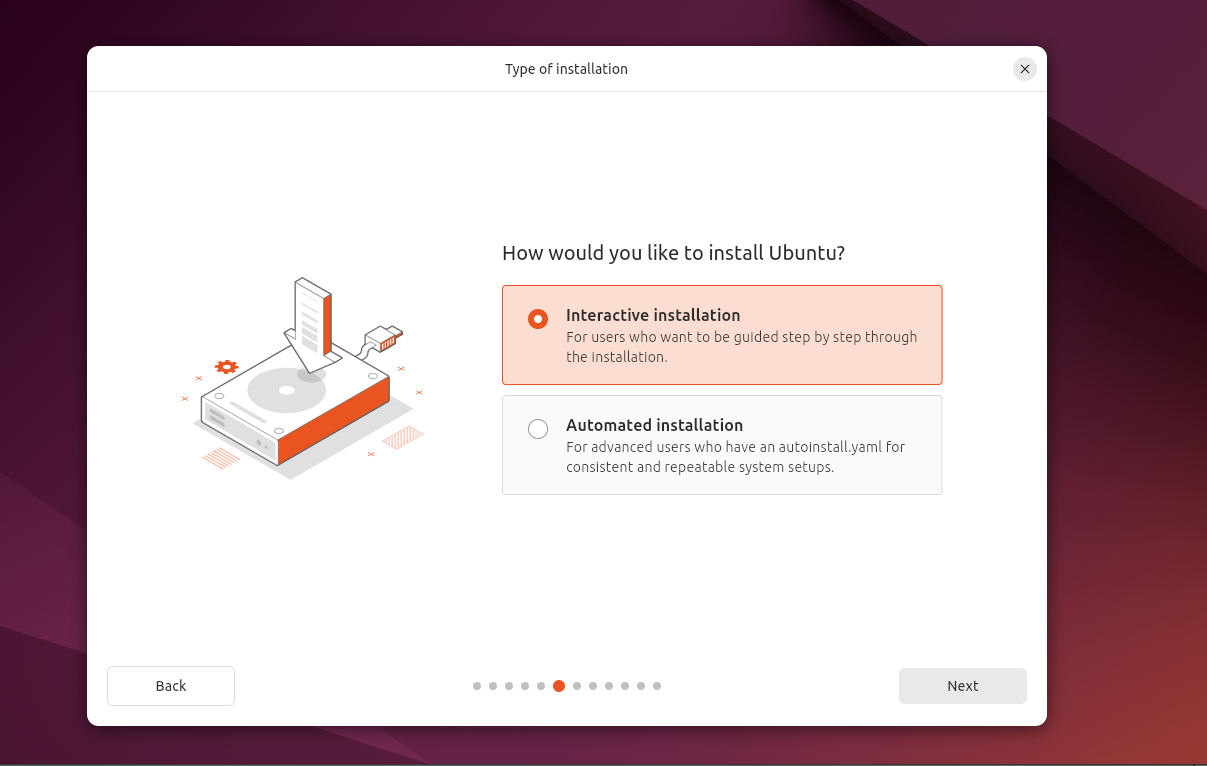 Type of installation
How would you like to install Ubuntu?
Interactive installation
For users who want to be guided step by step through
the installation.
Automated installation
For advanced users who have an autoinstall.yaml for
consistent and repeatable system setups.
Back
Next